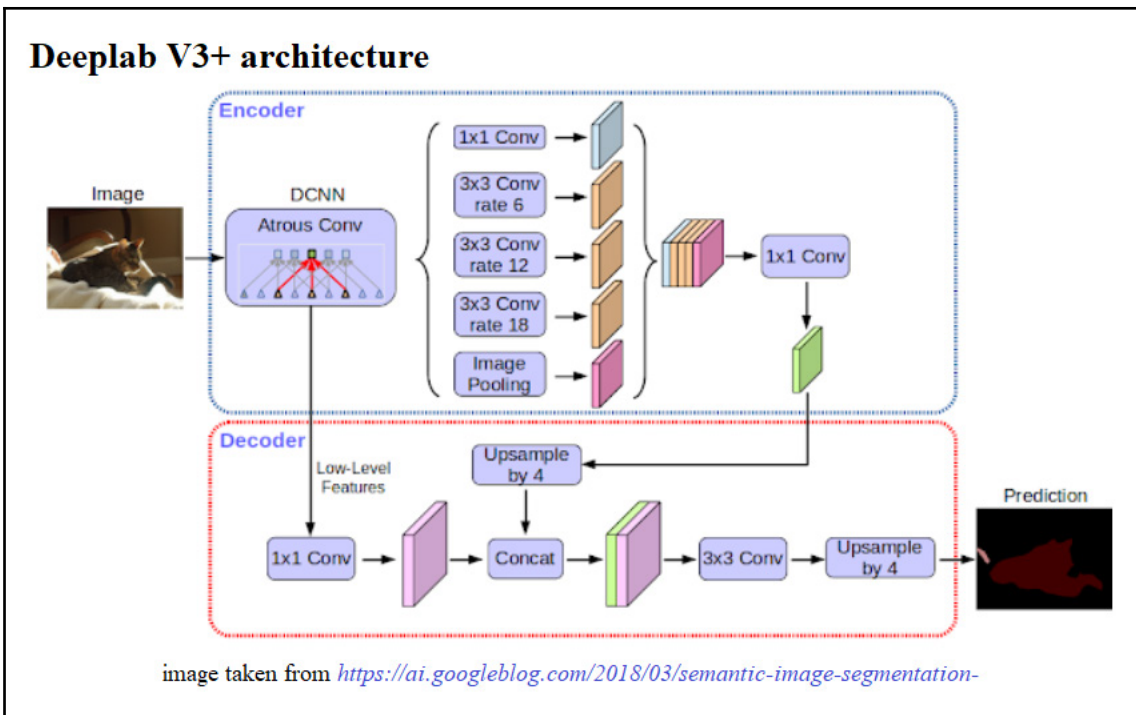 Deeplab V3+ architecture
Encoder
Image
DCNN
Atrous Conv
1x1 Conv
3x3 Conv
rate 6
3x3 Conv
rate 12
3x3 Conv
rate 18
Image
Pooling
1x1 Conv
Decoder
Low-Level
Features
Upsample
by 4
1x1 Conv
Concat
3x3 Conv
Upsample
by 4
Prediction
image taken from https://ai.googleblog.com/2018/03/semantic-image-segmentation-